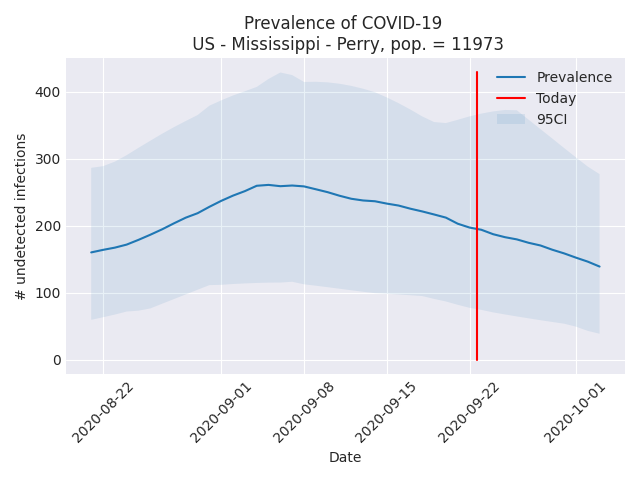 Prevalence of COVID-19
US - Mississippi - Perry, pop. = 11973
Prevalence
Today
95CI
400
300
200
100
0
# undetected infections
2020-08-22
2020-09-01
2020-09-08
2020-09-15
2020-09-22
2020-10-01
Date